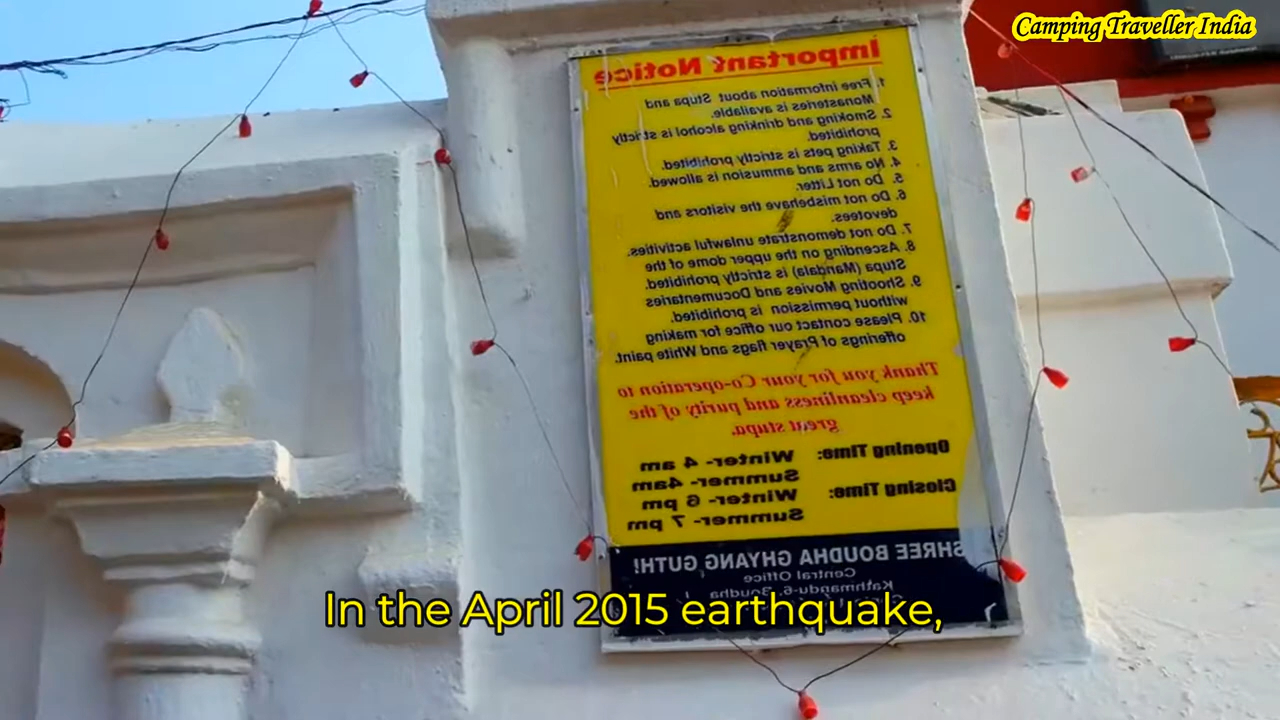 Camping Traveller India
Important Notice
1. Free information about Stupa and
Monasteries is available.
2. Smoking and drinking alcohol is strictly
prohibited.
3. Taking pets is strictly prohibited.
4. No arms and ammusion is allowed.
5. Do not Litter.
6. Do not misbehave the visitors and
devotees.
7. Do not demonstrate unlawful activities.
8. Ascending on the upper dome of the
Stupa (Mandala) is strictly prohibited.
9. Shooting Movies and Documentaries
without permission is prohibited.
10. Please contact our office for making
offerings of Prayer flags and White paint.
Thank you for your Co-operation to
keep cleanliness and purity of the
great stupa.
Opening Time: Winter- 4 am
Summer- 4am
Closing Time: Winter- 6 pm
Summer- 7 pm
SHREE BOUDHA GHYANG GUTHI
Central Office
Kathmandu-6, Boudha
In the April 2015 earthquake,